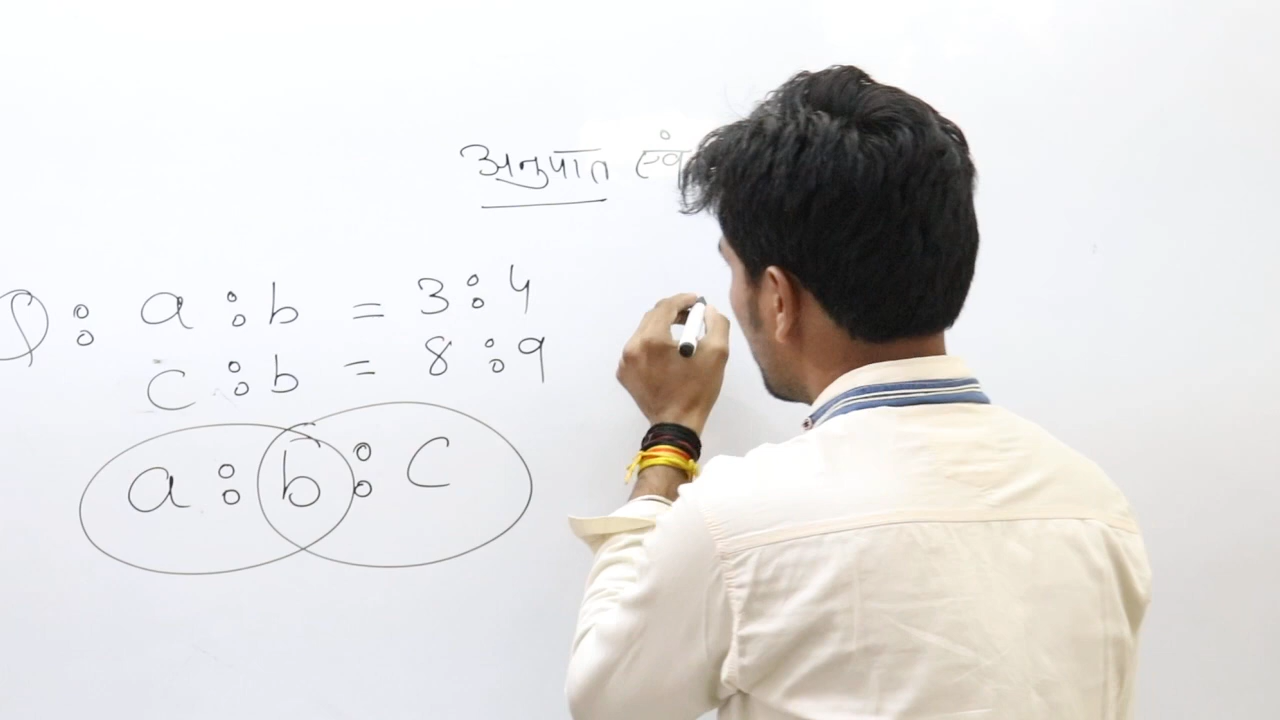 अनुपात एवं
a : b = 3 : 4
c : b = 8 : 9
a : b : c